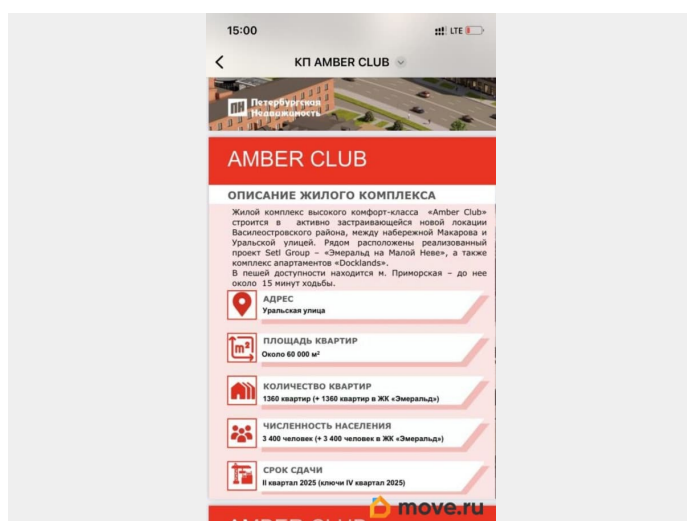 15:00
LTE
КП AMBER CLUB
ПН Петербургская
Недвижимость
AMBER CLUB
ОПИСАНИЕ ЖИЛОГО КОМПЛЕКСА
Жилой комплекс высокого комфорт-класса «Amber Club»
строится в активно застраивающейся новой локации
Василеостровского района, между набережной Макарова и
Уральской улицей. Рядом расположены реализованный
проект Setl Group – «Эмеральд на Малой Неве», а также
комплекс апартаментов «Docklands».
В пешей доступности находится м. Приморская – до нее
около 15 минут ходьбы.
АДРЕС
Уральская улица
m²
ПЛОЩАДЬ КВАРТИР
Около 60 000 м²
КОЛИЧЕСТВО КВАРТИР
1360 квартир (+ 1360 квартир в ЖК «Эмеральд»)
ЧИСЛЕННОСТЬ НАСЕЛЕНИЯ
3 400 человек (+ 3 400 человек в ЖК «Эмеральд»)
СРОК СДАЧИ
II квартал 2025 (ключи IV квартал 2025)
move.ru
AMBER CLUB